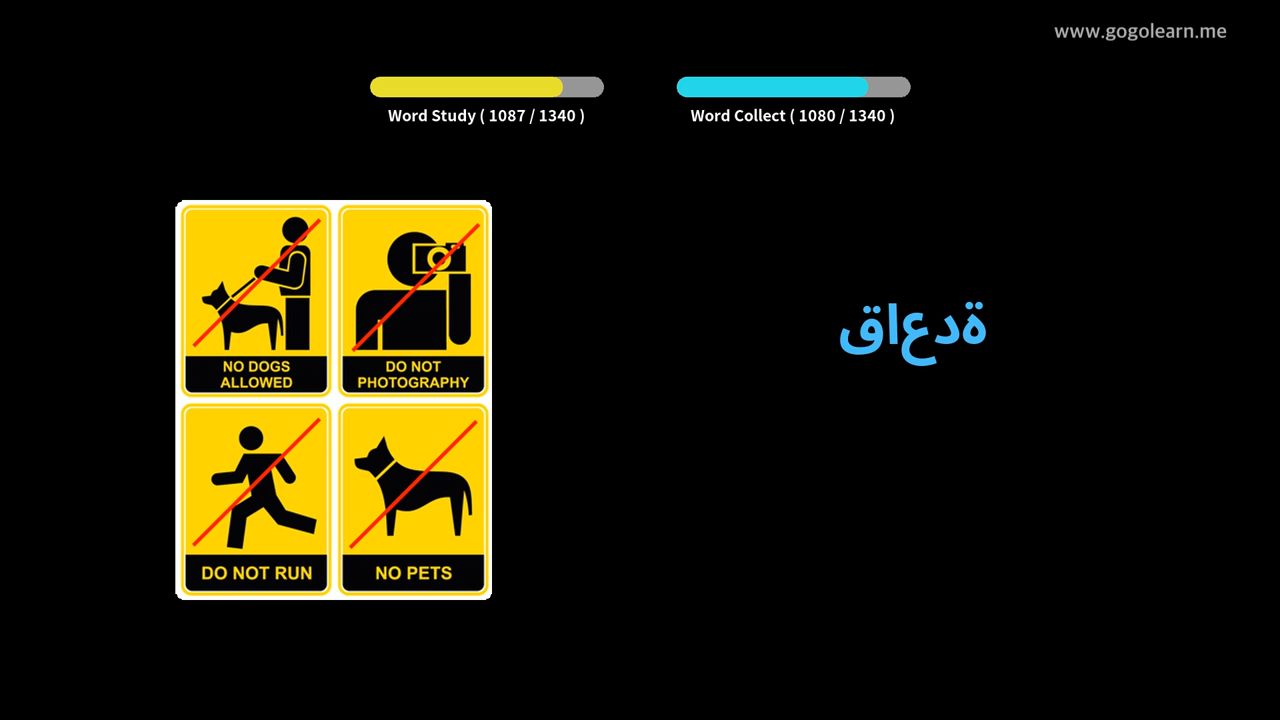 www.gogolearn.me
Word Study ( 1087 / 1340 )
Word Collect ( 1080 / 1340 )
NO DOGS
ALLOWED
DO NOT
PHOTOGRAPHY
DO NOT RUN
NO PETS
ةدعاق